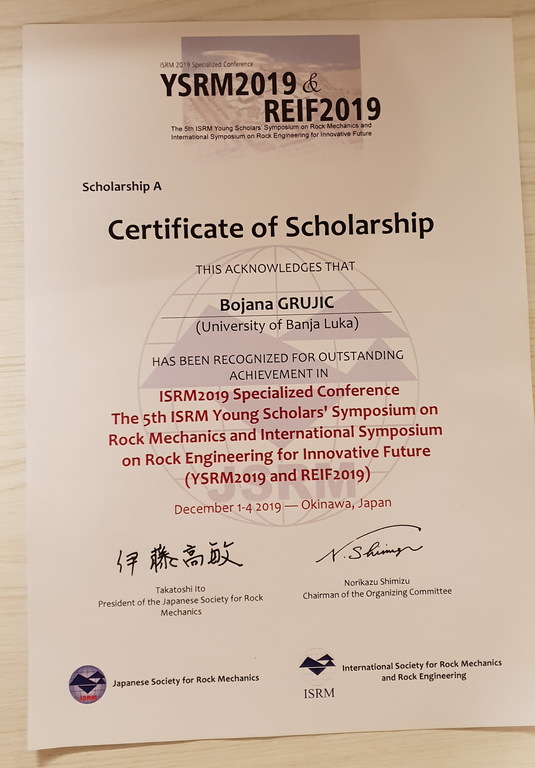 ISRM 2019 Specialized Conference
YSRM2019 &
REIF2019
The 5th ISRM Young Scholars' Symposium on Rock Mechanics and
International Symposium on Rock Engineering for Innovative Future
Scholarship A
Certificate of Scholarship
THIS ACKNOWLEDGES THAT
Bojana GRUJIC
(University of Banja Luka)
HAS BEEN RECOGNIZED FOR OUTSTANDING
ACHIEVEMENT IN
ISRM2019 Specialized Conference
The 5th ISRM Young Scholars' Symposium on
Rock Mechanics and International Symposium
on Rock Engineering for Innovative Future
(YSRM2019 and REIF2019)
JSRM
December 1-4 2019 — Okinawa, Japan
伊藤高敏 N. Shimizu
Takatoshi Ito
President of the Japanese Society for Rock
Mechanics
Norikazu Shimizu
Chairman of the Organizing Committee
JSRM
Japanese Society for Rock Mechanics
ISRM
International Society for Rock Mechanics
and Rock Engineering